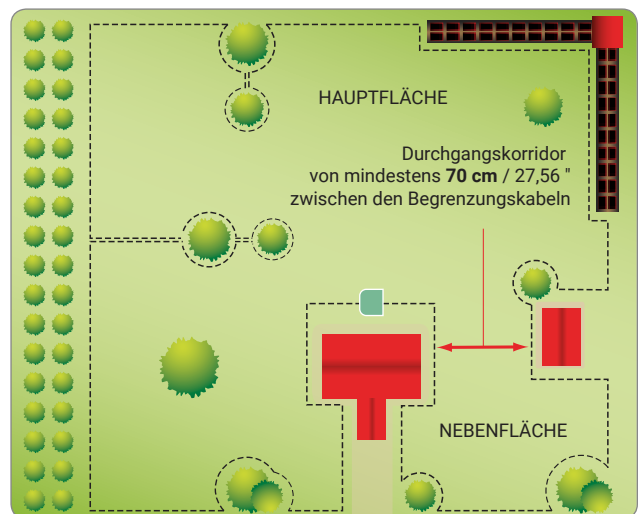 HAUPTFLÄCHE
Durchgangskorridor
von mindestens 70 cm / 27,56 "
zwischen den Begrenzungskabeln
NEBENFLÄCHE